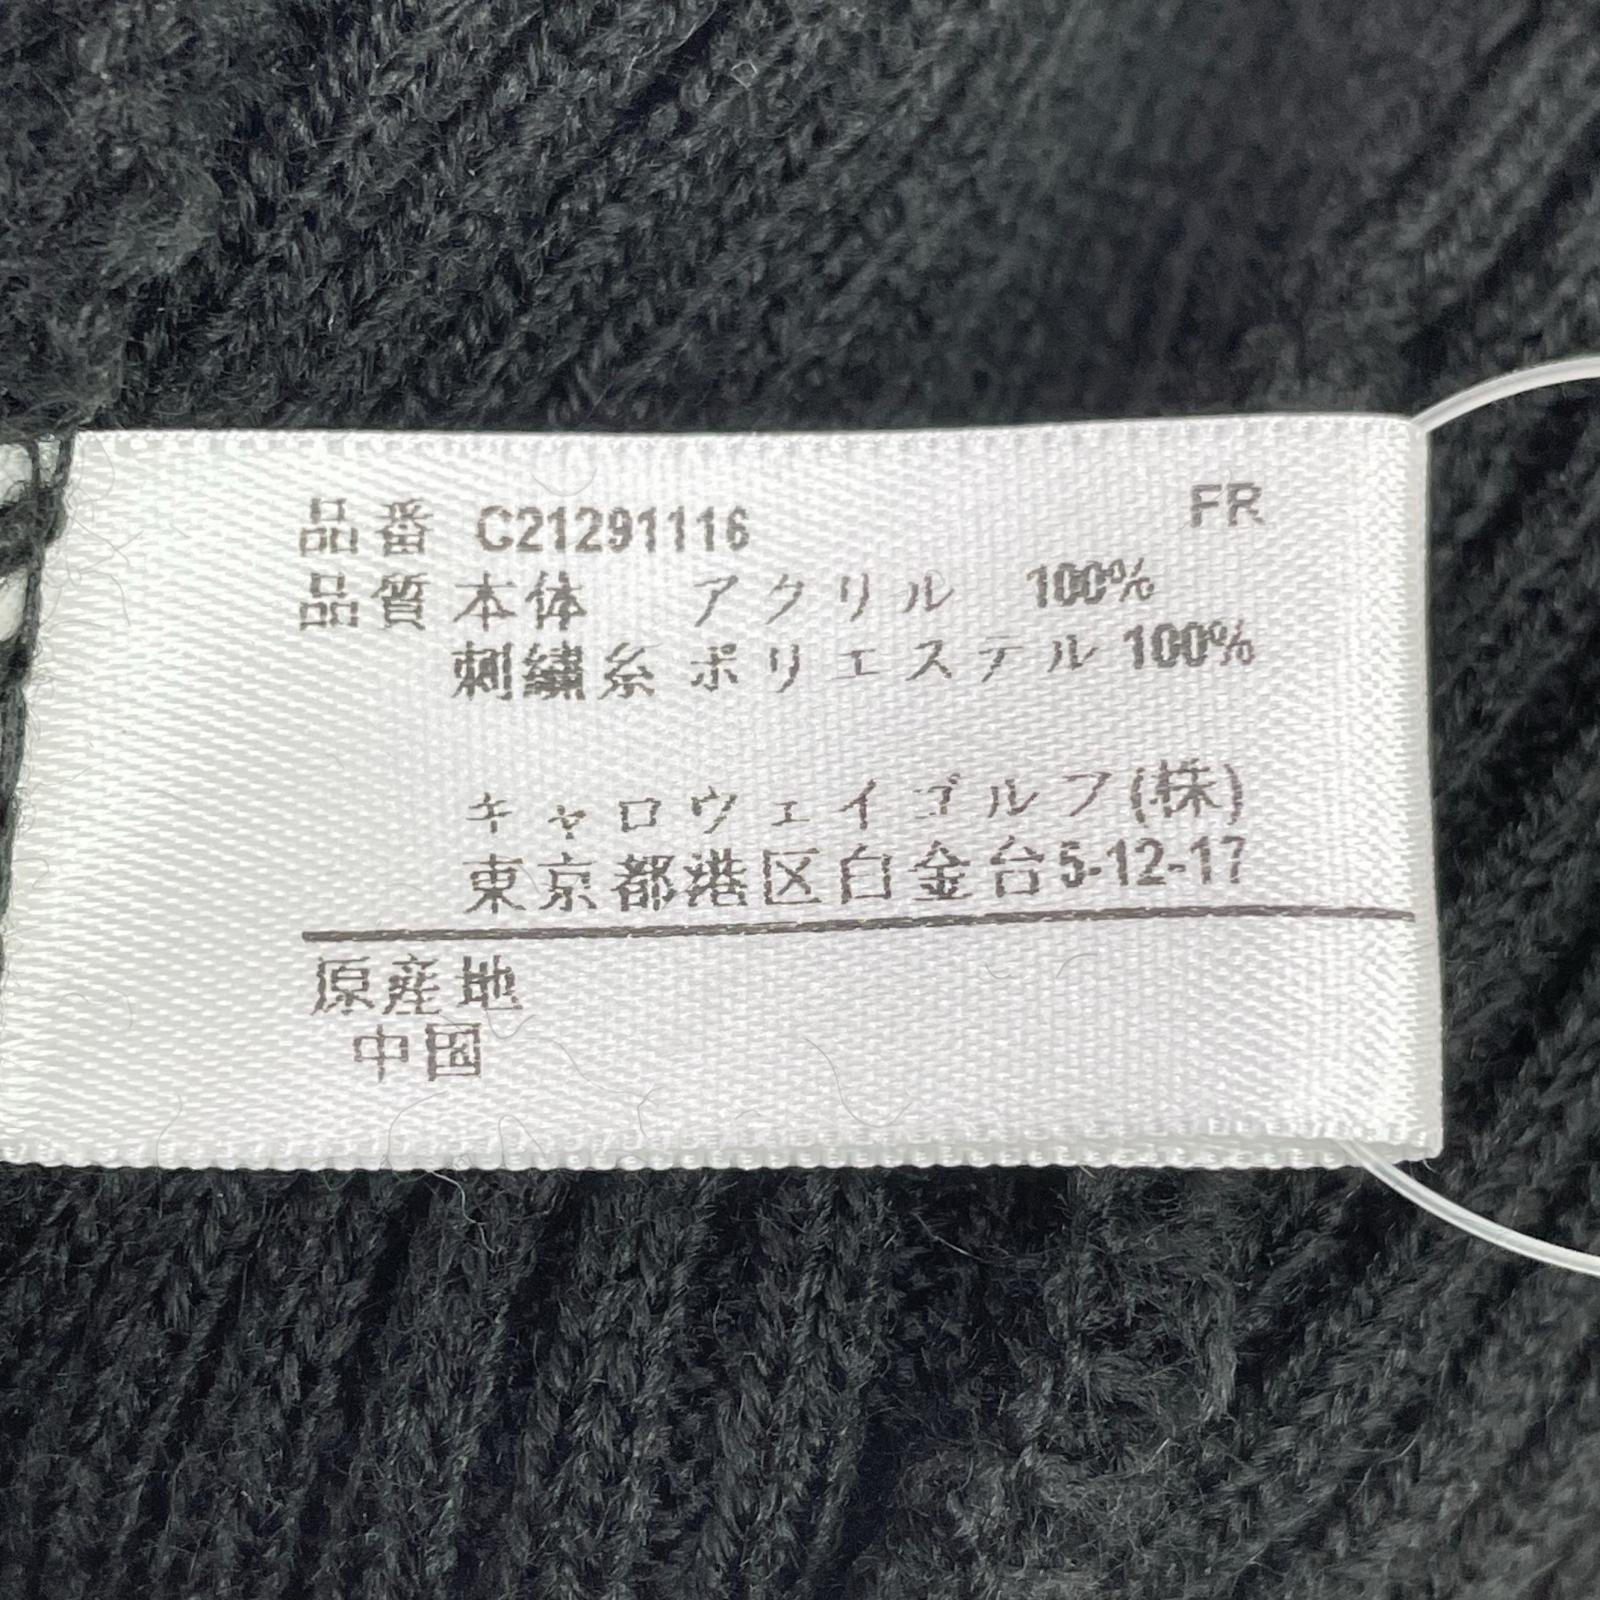 品番 C21291116 FR
品質 本体 アクリル 100%
刺繍糸 ポリエステル 100%
キャロウェイゴルフ(株)
東京都港区白金台5-12-17
原産地
中国